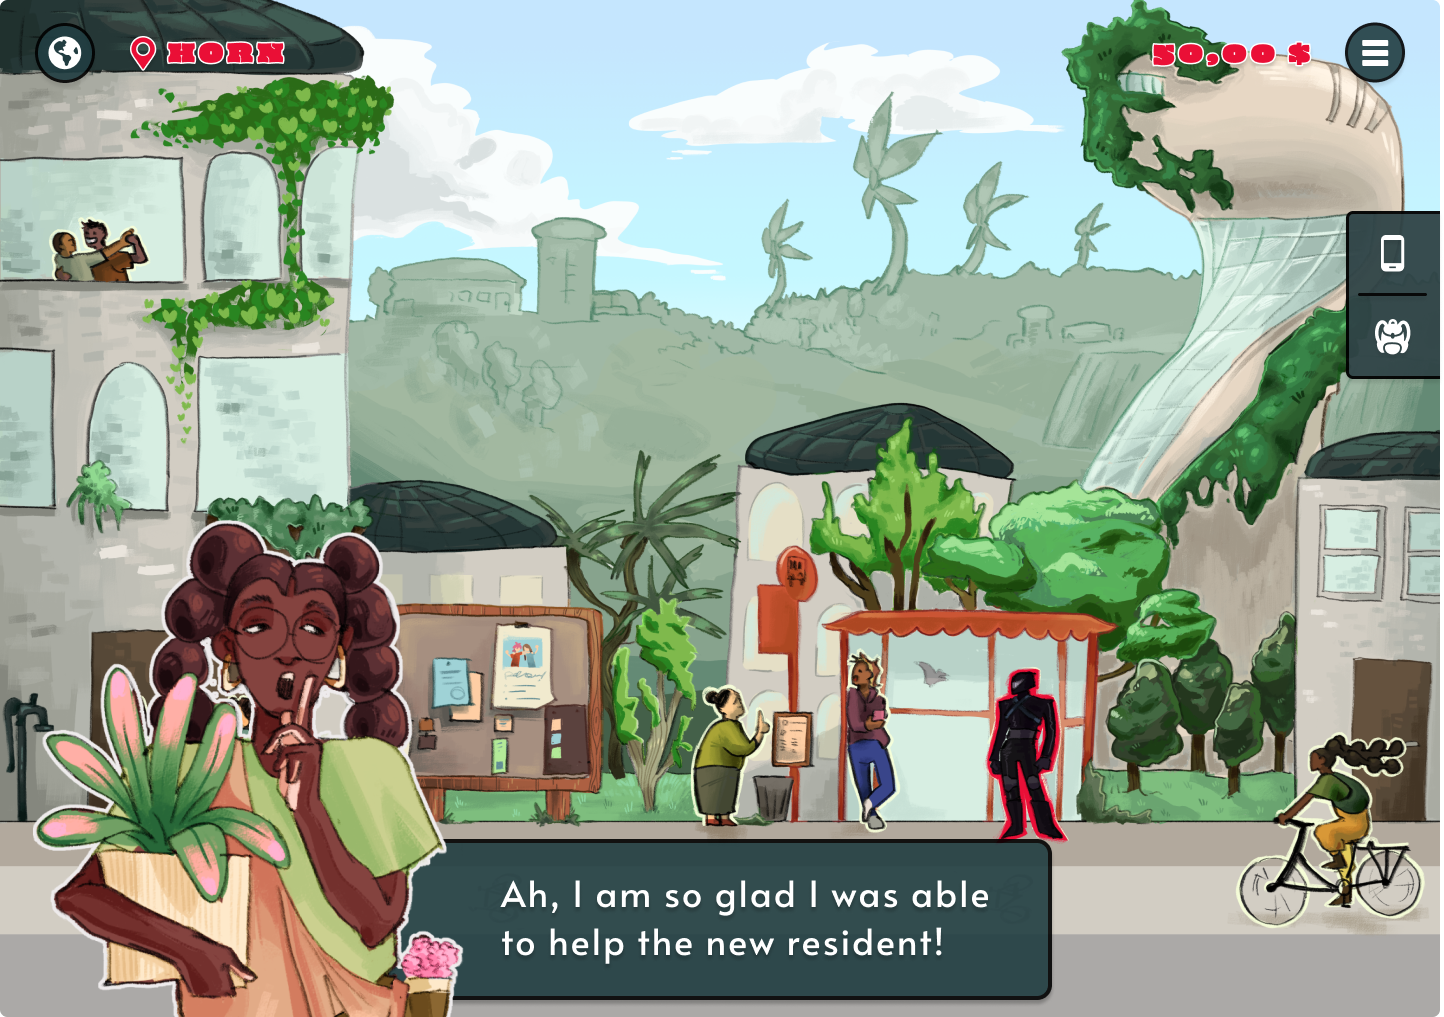 HORN
50,00 $
Ah, I am so glad I was able
to help the new resident!